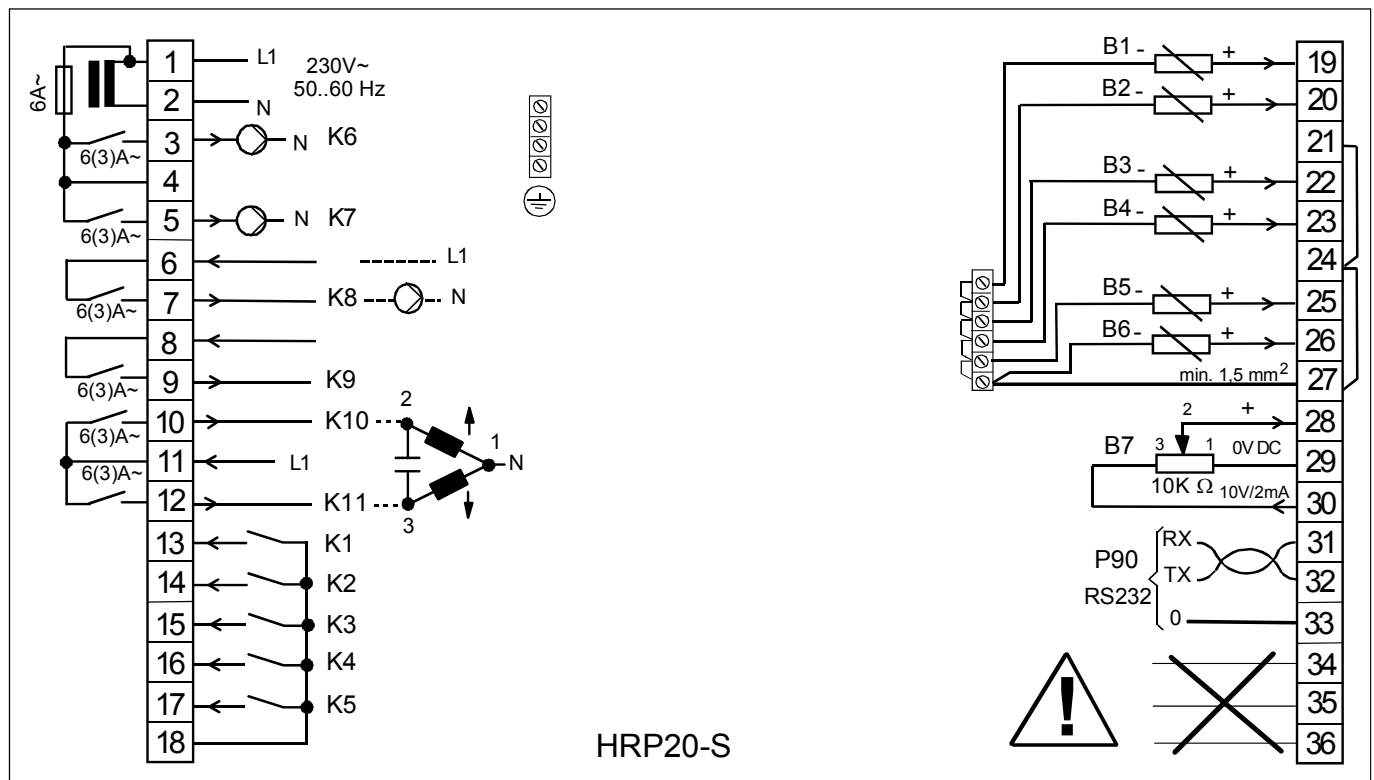 6A~
1 L1 230V~
50..60 Hz
2 N
3 N K6
6(3)A~
4
5 N K7
6(3)A~
6 L1
7 K8 N
6(3)A~
8
9 K9
6(3)A~
10 K10 2
6(3)A~
1 N
11 L1
6(3)A~
12 K11 3
13 K1
14 K2
15 K3
16 K4
17 K5
18
HRP20-S
B1 - + 19
B2 - + 20
21
B3 - + 22
B4 - + 23
24
B5 - + 25
B6 - + 26
min. 1,5 mm² 27
2 + 28
B7 3 1 0V DC 29
10K Ω 10V/2mA 30
P90 RX 31
RS232 TX 32
0 33
34
! 35
36